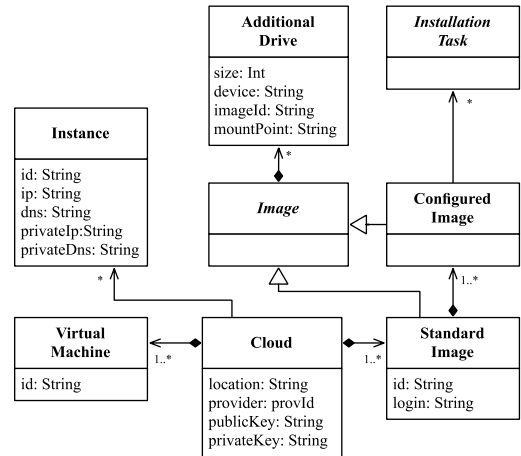 Additional
Drive
size: Int
device: String
imageId: String
mountPoint: String
Installation
Task
Instance
id: String
ip: String
dns: String
privateIp:String
privateDns: String
*
*
Image
Configured
Image
*
1..*
Virtual
Machine
id: String
1..*
Cloud
location: String
provider: provId
publicKey: String
privateKey: String
1..*
Standard
Image
id: String
login: String